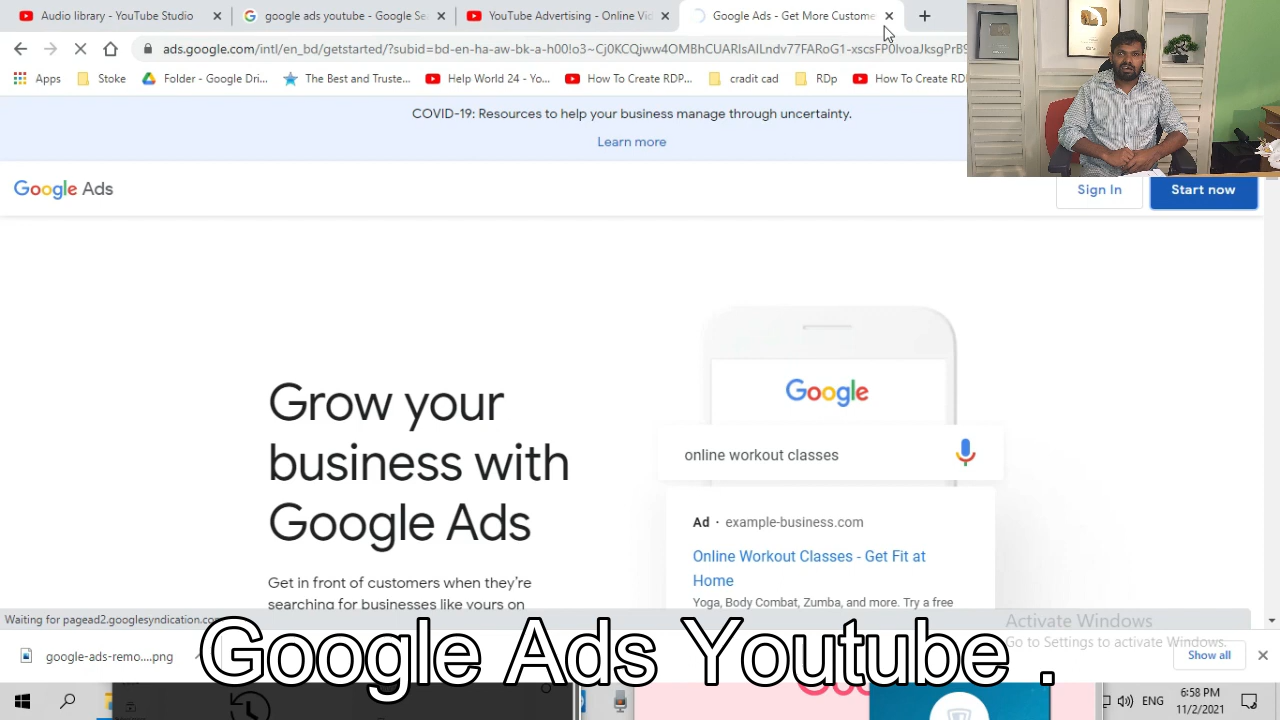 Audio library - YouTube Studio
google ads youtube - Google Se
YouTube Advertising - Online Vi
Google Ads - Get More Custome
ads.google.com/intl/en_bd/getstarted/?subid=bd-en-ha-aw-bk-a-h00!o3~Cj0KCQjww4OMBhCUARIsAILndv77FARoG1-xscsFP0lvoaJksgPrB9
Apps
Stoke
Folder - Google Dri...
The Best and Truste...
Help World 24 - Yo...
How To Create RDP...
cradit cad
RDp
How To Create RD
COVID-19: Resources to help your business manage through uncertainty.
Learn more
Google Ads
Sign In
Start now
Google
Grow your
business with
Google Ads
online workout classes
Ad · example-business.com
Online Workout Classes - Get Fit at
Home
Yoga, Body Combat, Zumba, and more. Try a free
Get in front of customers when they're
searching for businesses like yours on
Waiting for pagead2.googlesyndication.co
Activate Windows
Go to Settings to activate Windows.
google-ads-remo....png
Show all
Google Ads Youtube .
ENG
6:58 PM
11/2/2021